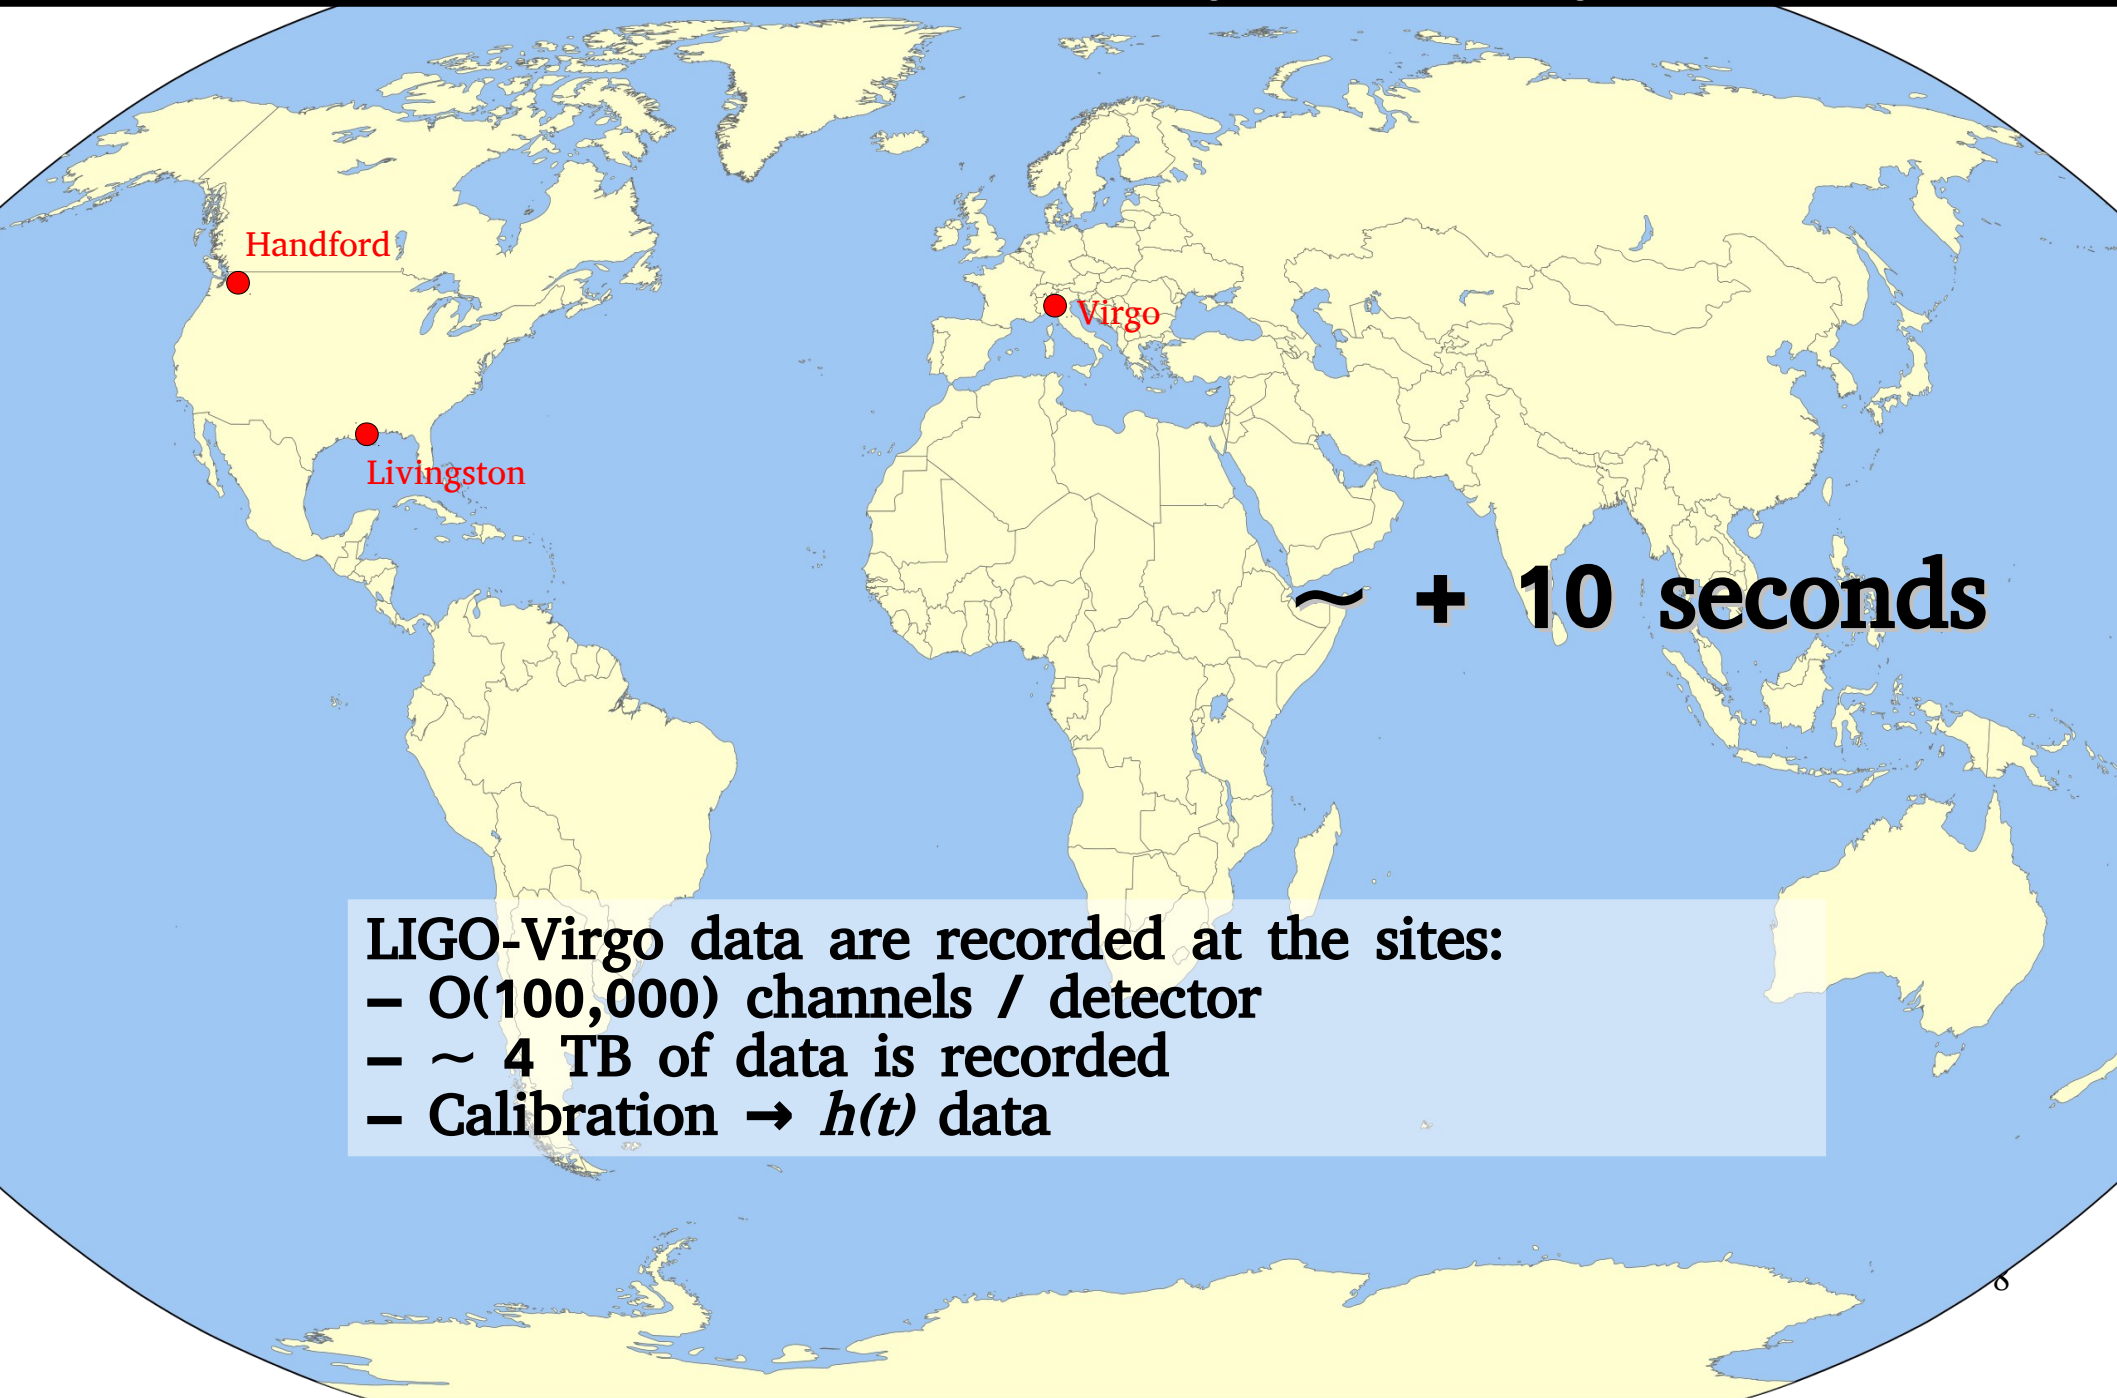 Handford
Virgo
Livingston
~ + 10 seconds
LIGO-Virgo data are recorded at the sites:
– O(100,000) channels / detector
– ~ 4 TB of data is recorded
– Calibration → h(t) data
8